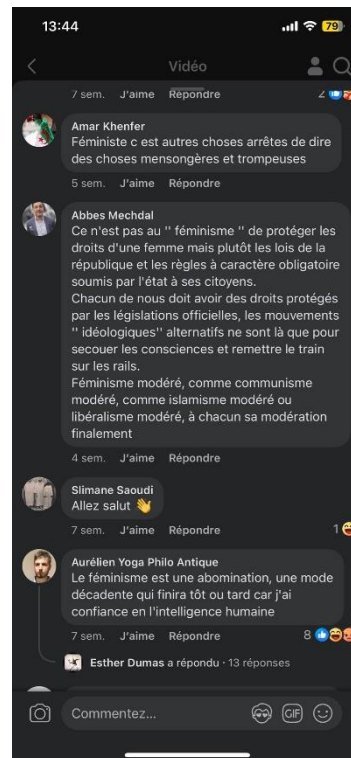 13:44
79
Vidéo
7 sem. J'aime Répondre 2
Amar Khenfer
Féministe c est autres choses arrêtes de dire
des choses mensongères et trompeuses
5 sem. J'aime Répondre
Abbes Mechdal
Ce n'est pas au '' féminisme '' de protéger les
droits d'une femme mais plutôt les lois de la
république et les règles à caractère obligatoire
soumis par l'état à ses citoyens.
Chacun de nous doit avoir des droits protégés
par les législations officielles, les mouvements
'' idéologiques'' alternatifs ne sont là que pour
secouer les consciences et remettre le train
sur les rails.
Féminisme modéré, comme communisme
modéré, comme islamisme modéré ou
libéralisme modéré, à chacun sa modération
finalement
4 sem. J'aime Répondre
Slimane Saoudi
Allez salut 👋
7 sem. J'aime Répondre 1
Aurélien Yoga Philo Antique
Le féminisme est une abomination, une mode
décadente qui finira tôt ou tard car j'ai
confiance en l'intelligence humaine
7 sem. J'aime Répondre 8
Esther Dumas a répondu · 13 réponses
Commentez...
GIF